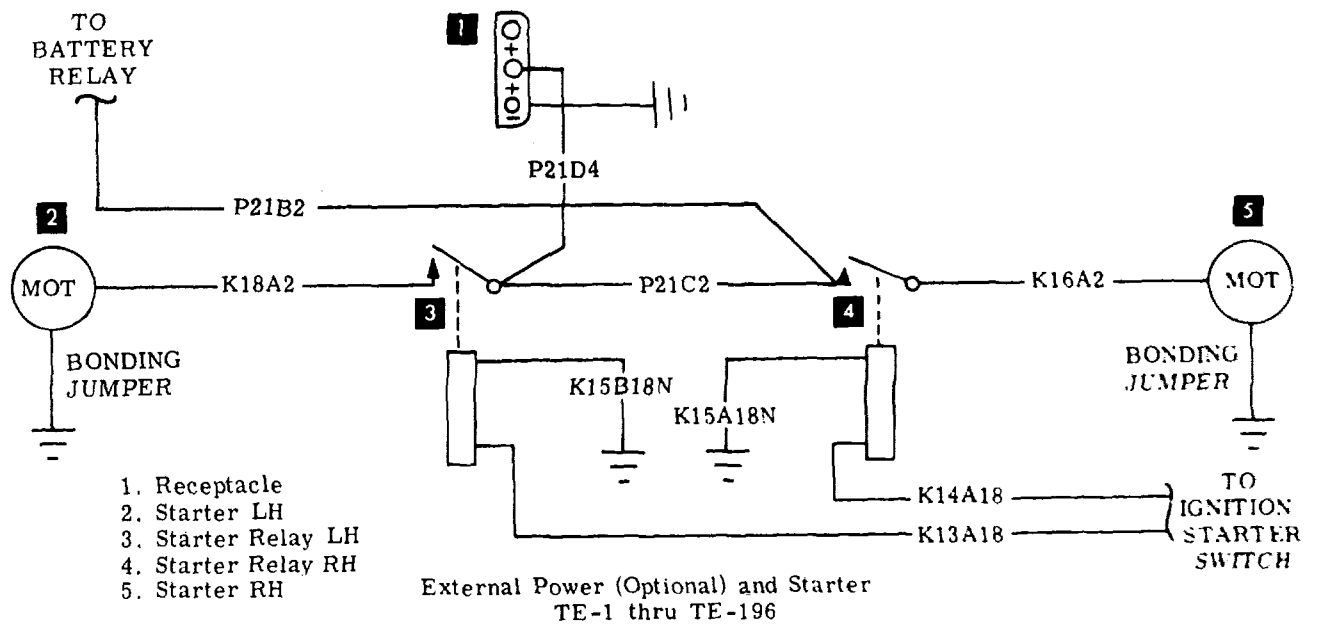 TO
BATTERY
RELAY
1
P21D4
P21B2
2
5
MOT
K18A2
P21C2
K16A2
MOT
3
4
BONDING
JUMPER
BONDING
JUMPER
K15B18N
K15A18N
1. Receptacle
2. Starter LH
3. Starter Relay LH
4. Starter Relay RH
5. Starter RH
K14A18
K13A18
TO
IGNITION
STARTER
SWITCH
External Power (Optional) and Starter
TE-1 thru TE-196